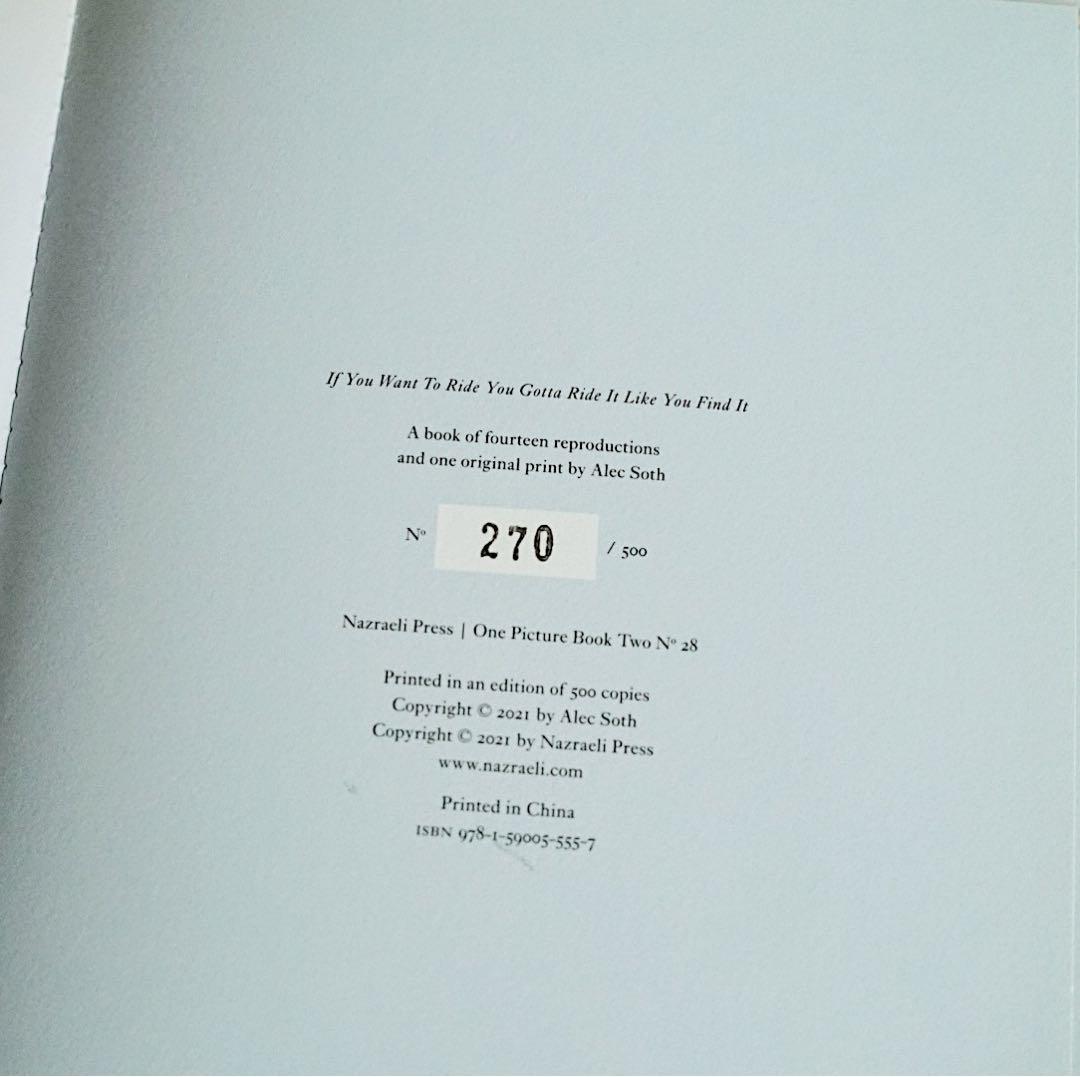 If You Want To Ride You Gotta Ride It Like You Find It
A book of fourteen reproductions
and one original print by Alec Soth
Nº 270 / 500
Nazraeli Press | One Picture Book Two Nº 28
Printed in an edition of 500 copies
Copyright © 2021 by Alec Soth
Copyright © 2021 by Nazraeli Press
www.nazraeli.com
Printed in China
ISBN 978-1-59005-555-7